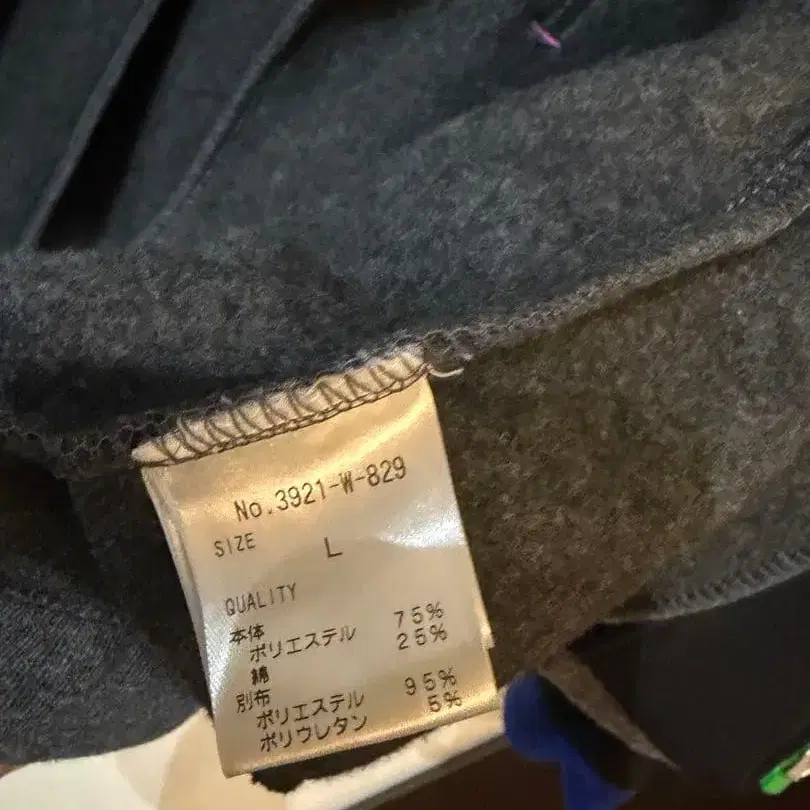 No.3921-W-829
SIZE L
QUALITY
本体
ポリエステル 75%
綿 25%
別布
ポリエステル 95%
ポリウレタン 5%